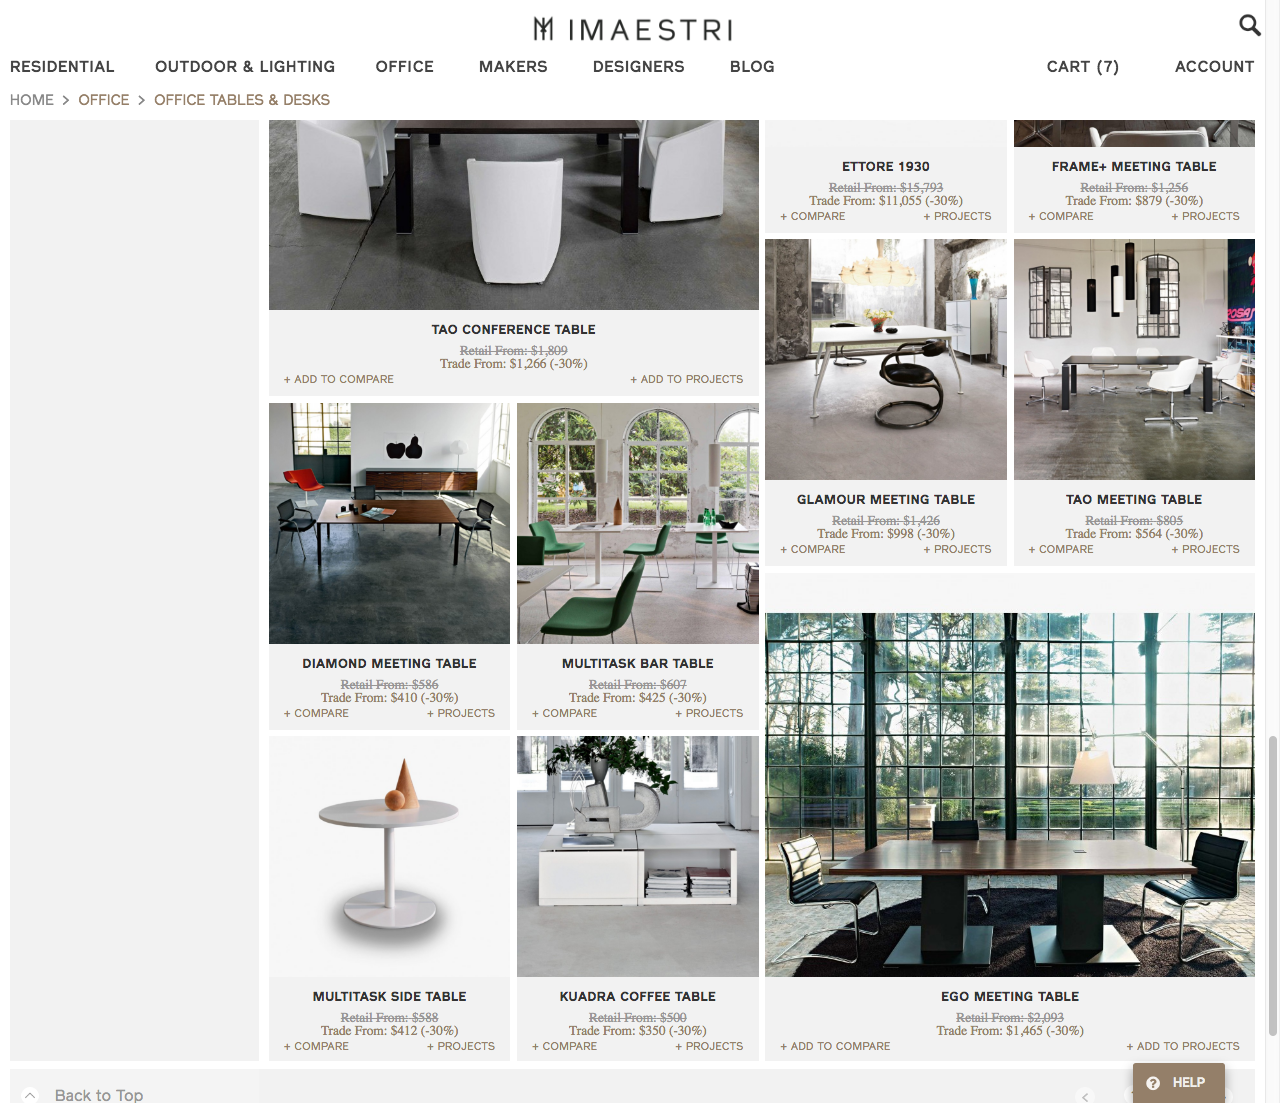 IMAESTRI
RESIDENTIAL OUTDOOR & LIGHTING OFFICE MAKERS DESIGNERS BLOG CART (7) ACCOUNT
HOME > OFFICE > OFFICE TABLES & DESKS
ETTORE 1930
Retail From: $15,793
Trade From: $11,055 (-30%)
+ COMPARE + PROJECTS
FRAME+ MEETING TABLE
Retail From: $1,256
Trade From: $879 (-30%)
+ COMPARE + PROJECTS
TAO CONFERENCE TABLE
Retail From: $1,809
Trade From: $1,266 (-30%)
+ ADD TO COMPARE + ADD TO PROJECTS
GLAMOUR MEETING TABLE
Retail From: $1,426
Trade From: $998 (-30%)
+ COMPARE + PROJECTS
TAO MEETING TABLE
Retail From: $805
Trade From: $564 (-30%)
+ COMPARE + PROJECTS
DIAMOND MEETING TABLE
Retail From: $586
Trade From: $410 (-30%)
+ COMPARE + PROJECTS
MULTITASK BAR TABLE
Retail From: $607
Trade From: $425 (-30%)
+ COMPARE + PROJECTS
MULTITASK SIDE TABLE
Retail From: $588
Trade From: $412 (-30%)
+ COMPARE + PROJECTS
KUADRA COFFEE TABLE
Retail From: $500
Trade From: $350 (-30%)
+ COMPARE + PROJECTS
EGO MEETING TABLE
Retail From: $2,093
Trade From: $1,465 (-30%)
+ ADD TO COMPARE + ADD TO PROJECTS
Back to Top
? HELP